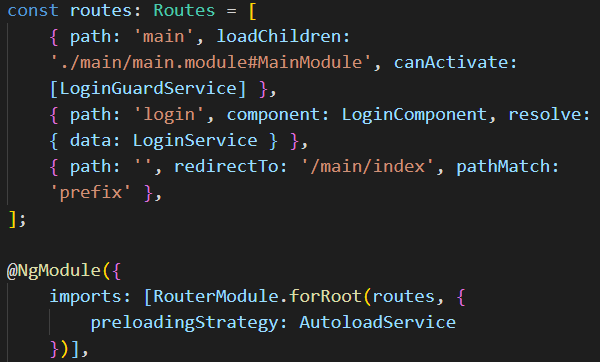 const routes: Routes = [
{ path: 'main', loadChildren:
'./main/main.module#MainModule', canActivate:
[LoginGuardService] },
{ path: 'login', component: LoginComponent, resolve:
{ data: LoginService } },
{ path: '', redirectTo: '/main/index', pathMatch:
'prefix' },
];
@NgModule({
imports: [RouterModule.forRoot(routes, {
preloadingStrategy: AutoloadService
})],